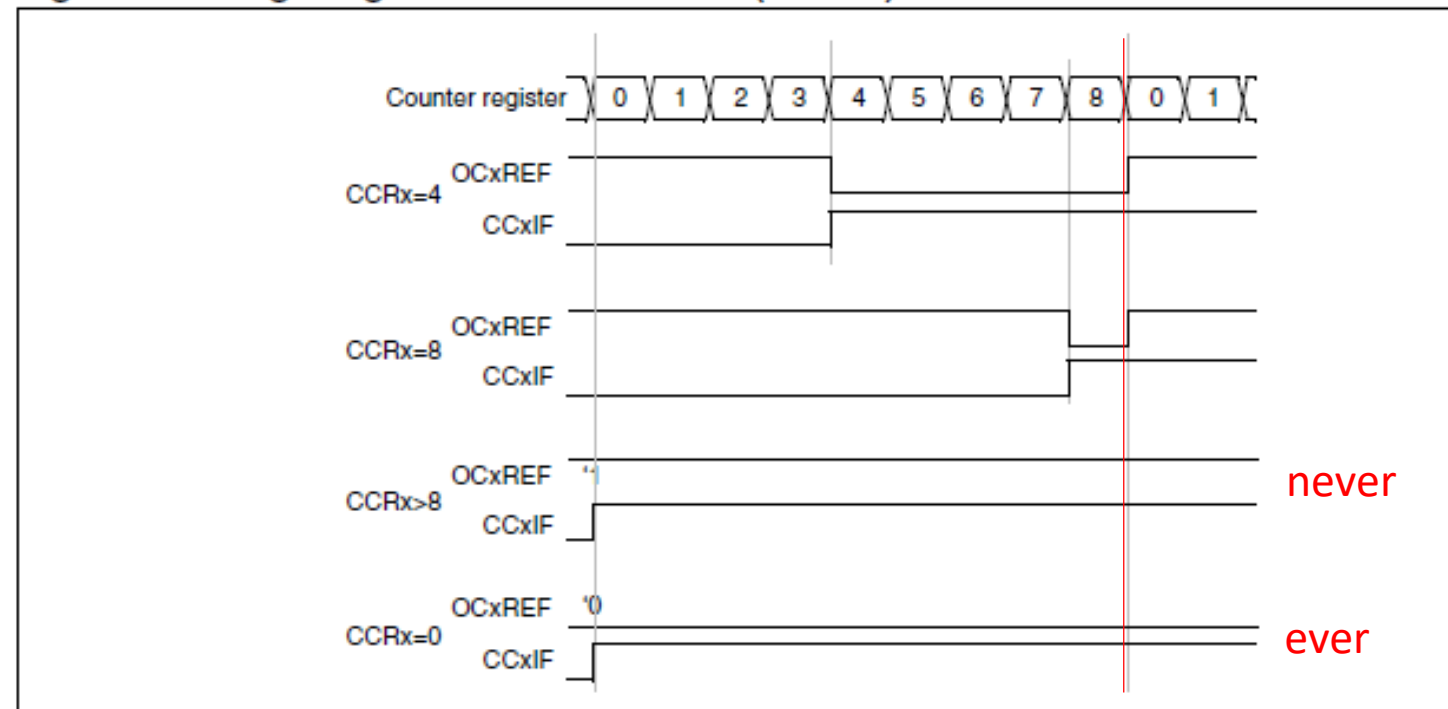 Counter register 0 1 2 3 4 5 6 7 8 0 1
OCxREF
CCRx=4
CCxIF
OCxREF
CCRx=8
CCxIF
OCxREF '1
CCRx>8
never
CCxIF
OCxREF '0
CCRx=0
ever
CCxIF